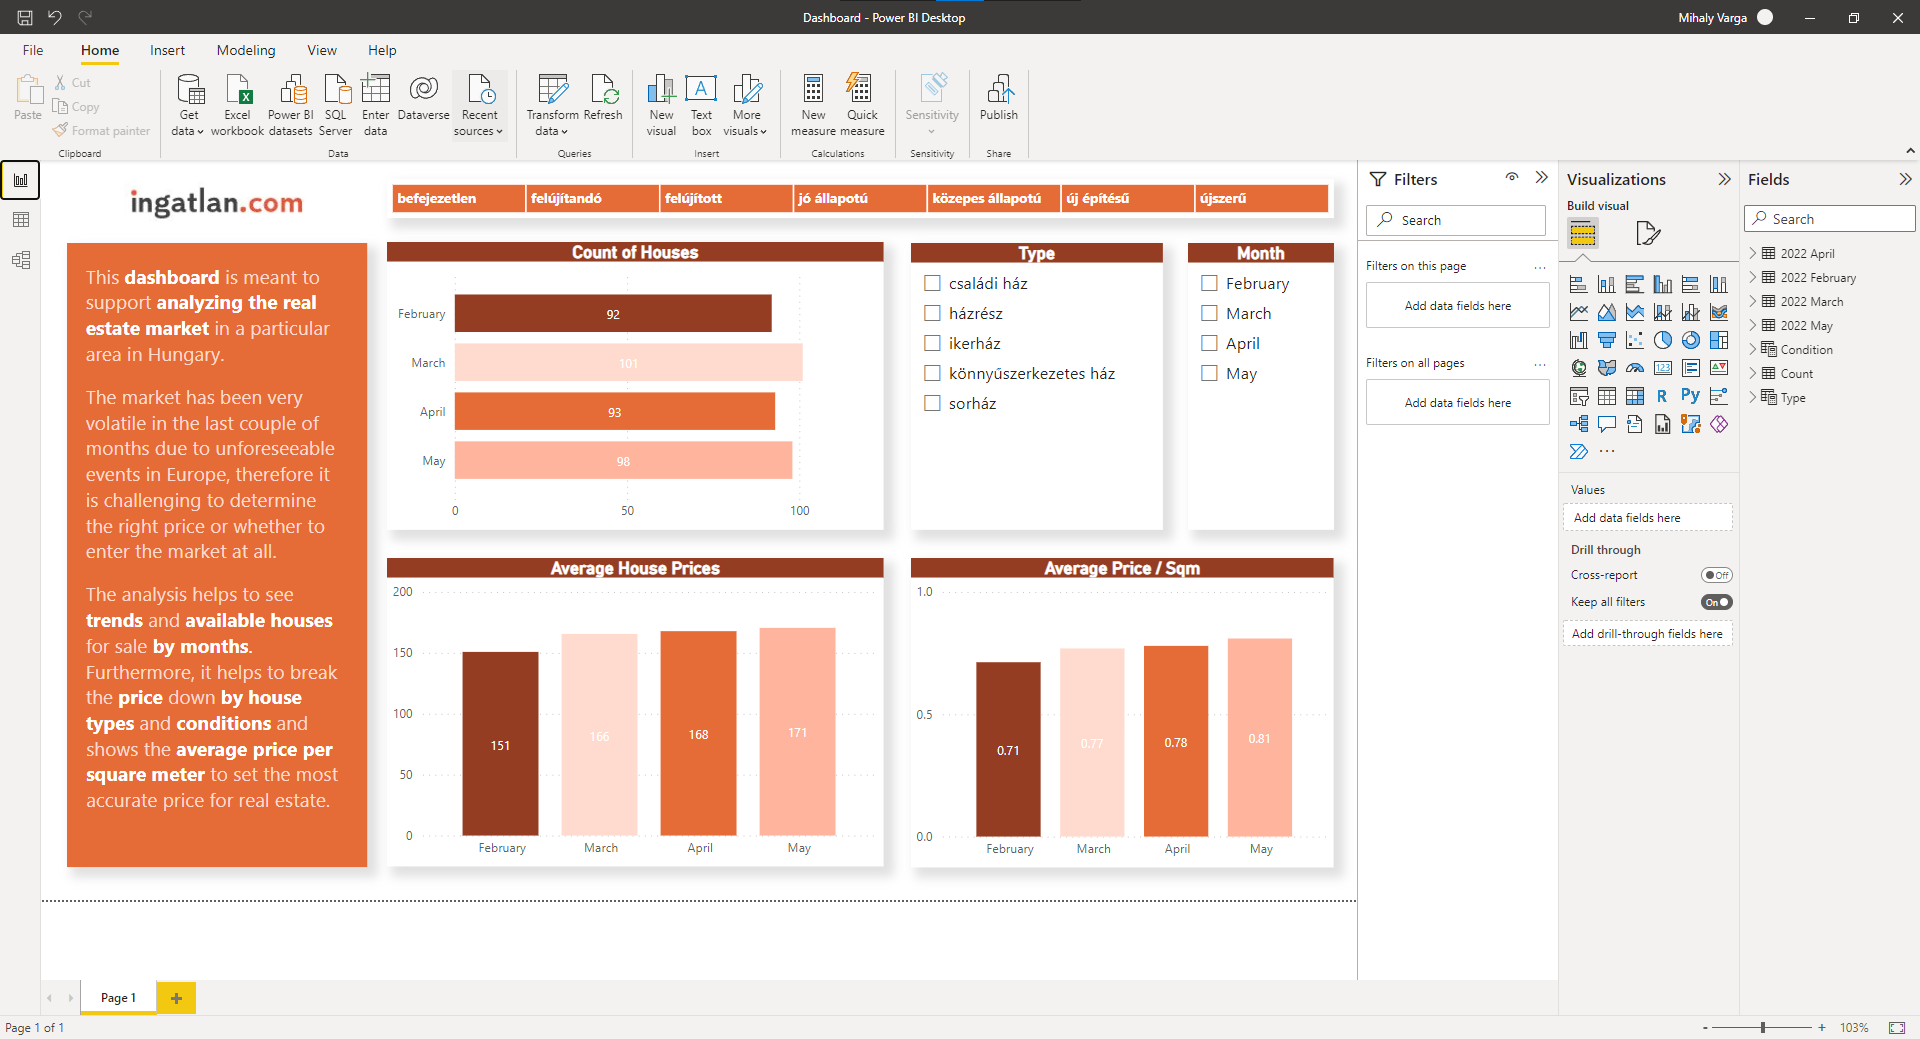 Dashboard - Power BI Desktop
Mihaly Varga
File
Home
Insert
Modeling
View
Help
Paste
Cut
Copy
Format painter
Clipboard
Get
data
Excel
workbook
Power BI
datasets
SQL
Server
Enter
data
Dataverse
Recent
sources
Data
Transform
data
Refresh
Queries
New
visual
Text
box
More
visuals
Insert
New
measure
Quick
measure
Calculations
Sensitivity
Sensitivity
Publish
Share
ingatlan.com
befejezetlen
felújítandó
felújított
jó állapotú
közepes állapotú
új építésű
újszerű
This dashboard is meant to
support analyzing the real
estate market in a particular
area in Hungary.
The market has been very
volatile in the last couple of
months due to unforeseeable
events in Europe, therefore it
is challenging to determine
the right price or whether to
enter the market at all.
The analysis helps to see
trends and available houses
for sale by months.
Furthermore, it helps to break
the price down by house
types and conditions and
shows the average price per
square meter to set the most
accurate price for real estate.
Count of Houses
February
92
March
101
April
93
May
98
0
50
100
Type
családi ház
házrész
ikerház
könnyűszerkezetes ház
sorház
Month
February
March
April
May
Average House Prices
200
150
100
50
0
151
166
168
171
February
March
April
May
Average Price / Sqm
1.0
0.5
0.0
0.71
0.77
0.78
0.81
February
March
April
May
Filters
Search
Filters on this page
...
Add data fields here
Filters on all pages
...
Add data fields here
Visualizations
Build visual
123
R
Py
...
Values
Add data fields here
Drill through
Cross-report
Off
Keep all filters
On
Add drill-through fields here
Fields
Search
2022 April
2022 February
2022 March
2022 May
Condition
Count
Type
Page 1
+
Page 1 of 1
-
+
103%